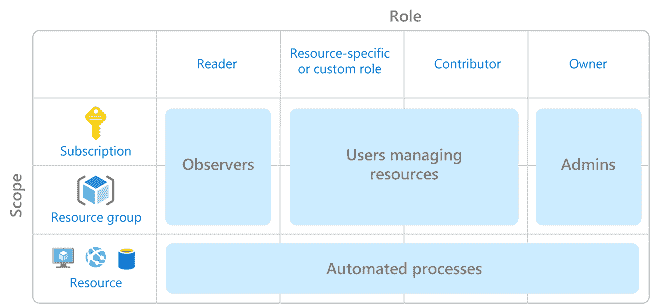 Role
Reader
Resource-specific
or custom role
Contributor
Owner
Scope
Subscription
Resource group
Resource
Observers
Users managing
resources
Admins
Automated processes